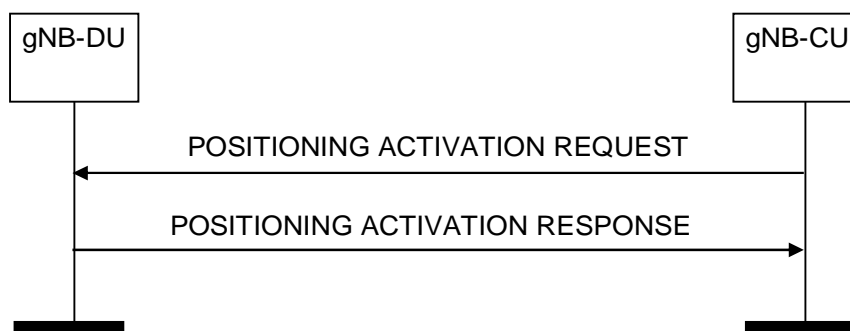 gNB-DU
gNB-CU
POSITIONING ACTIVATION REQUEST
POSITIONING ACTIVATION RESPONSE